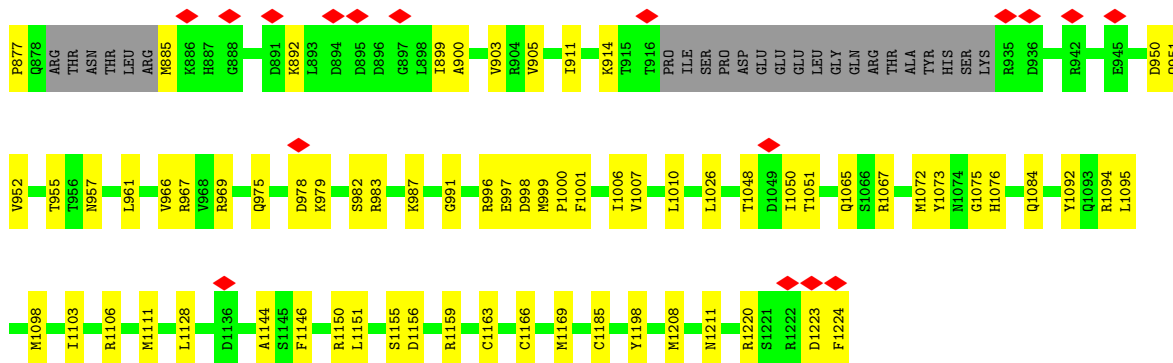 P877 Q878 ARG THR ASN THR LEU ARG M885 K886 H887 G888 D891 K892 L893 D894 D895 D896 G897 L898 I899 A900 V903 R904 V905 I911 K914 T915 T916 PRO ILE SER PRO ASP GLU GLU GLU LEU GLY GLN ARG THR ALA TYR HIS SER LYS R935 D936 R942 E945 D950
V952 T955 T956 N957 L961 V966 R967 V968 R969 Q975 D978 K979 S982 R983 K987 G991 R996 E997 D998 M999 P1000 F1001 I1006 V1007 L1010 L1026 T1048 D1049 I1050 T1051 Q1065 S1066 R1067 M1072 Y1073 N1074 G1075 H1076 Q1084 Y1092 Q1093 R1094 L1095
M1098 I1103 R1106 M1111 L1128 D1136 A1144 S1145 F1146 R1150 L1151 S1155 D1156 R1159 C1163 C1166 M1169 C1185 Y1198 M1208 N1211 R1220 S1221 R1222 D1223 F1224